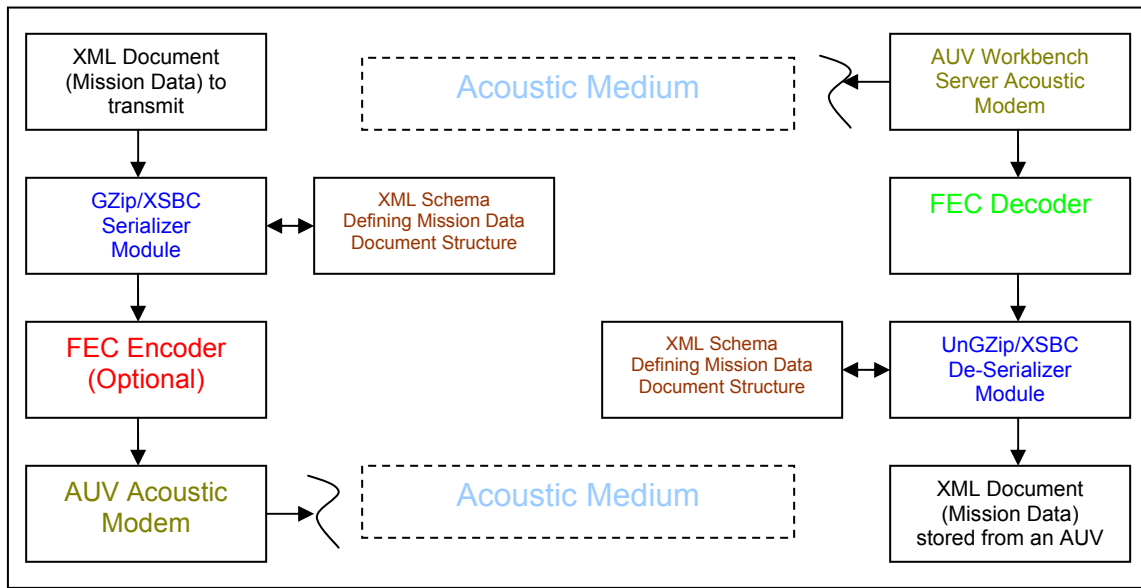 XML Document
(Mission Data) to
transmit
Acoustic Medium
AUV Workbench
Server Acoustic
Modem
GZip/XSBC
Serializer
Module
XML Schema
Defining Mission Data
Document Structure
FEC Decoder
FEC Encoder
(Optional)
XML Schema
Defining Mission Data
Document Structure
UnGZip/XSBC
De-Serializer
Module
AUV Acoustic
Modem
Acoustic Medium
XML Document
(Mission Data)
stored from an AUV